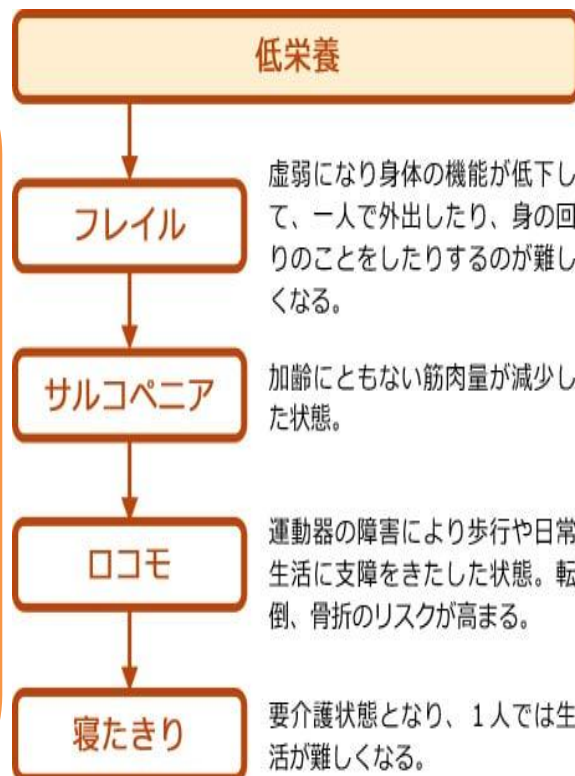 低栄養
フレイル
虚弱になり身体の機能が低下し
て、一人で外出したり、身の回
りのことをしたりするのが難し
くなる。
サルコペニア
加齢にともない筋肉量が減少し
た状態。
ロコモ
運動器の障害により歩行や日常
生活に支障をきたした状態。転
倒、骨折のリスクが高まる。
寝たきり
要介護状態となり、１人では生
活が難しくなる。